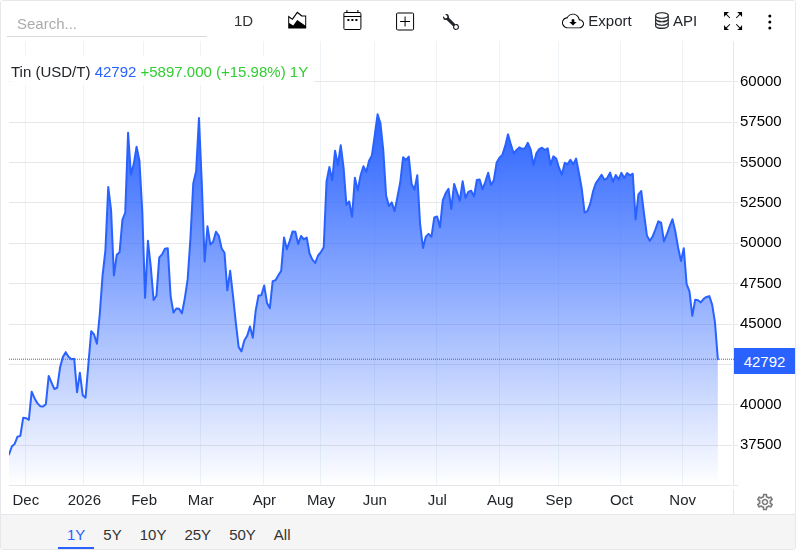 Search... 1D Export API
Tin (USD/T) 42792 +5897.000 (+15.98%) 1Y
60000
57500
55000
52500
50000
47500
45000
42792
40000
37500
Dec 2026 Feb Mar Apr May Jun Jul Aug Sep Oct Nov
1Y 5Y 10Y 25Y 50Y All